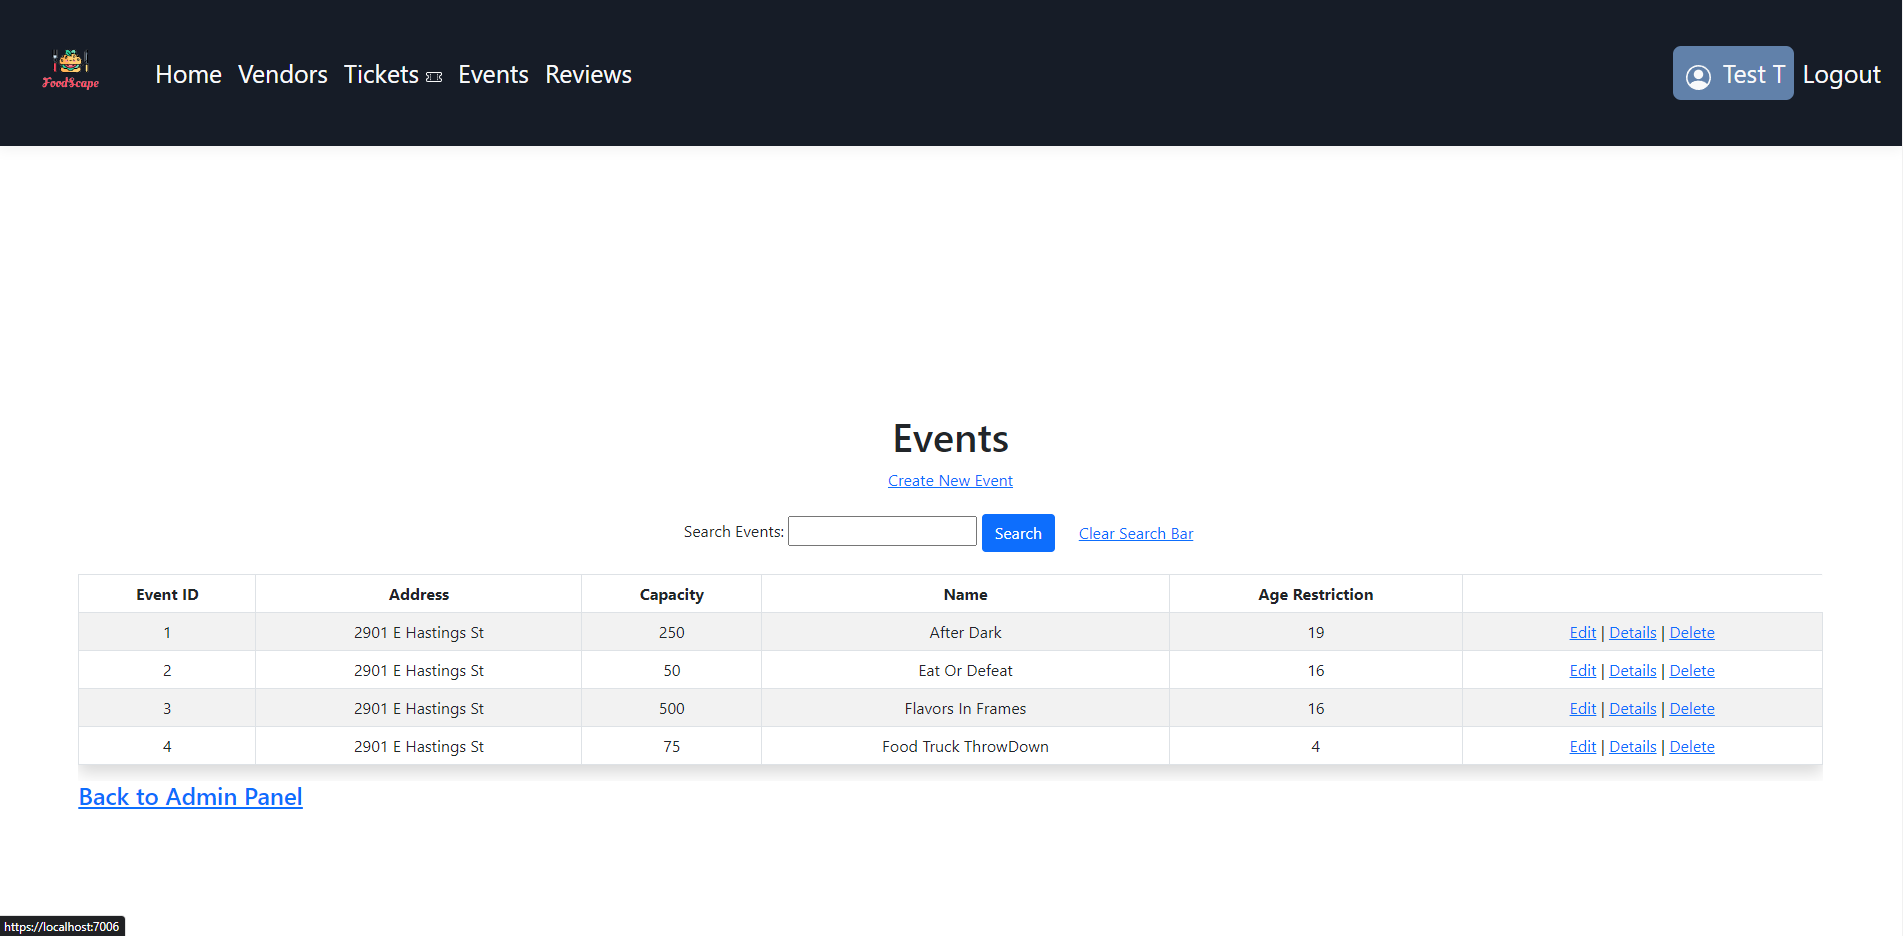 FoodScape Home Vendors Tickets Events Reviews Test T Logout
Events
Create New Event
Search Events: Search Clear Search Bar
Event ID Address Capacity Name Age Restriction
1 2901 E Hastings St 250 After Dark 19 Edit | Details | Delete
2 2901 E Hastings St 50 Eat Or Defeat 16 Edit | Details | Delete
3 2901 E Hastings St 500 Flavors In Frames 16 Edit | Details | Delete
4 2901 E Hastings St 75 Food Truck ThrowDown 4 Edit | Details | Delete
Back to Admin Panel
https://localhost:7006